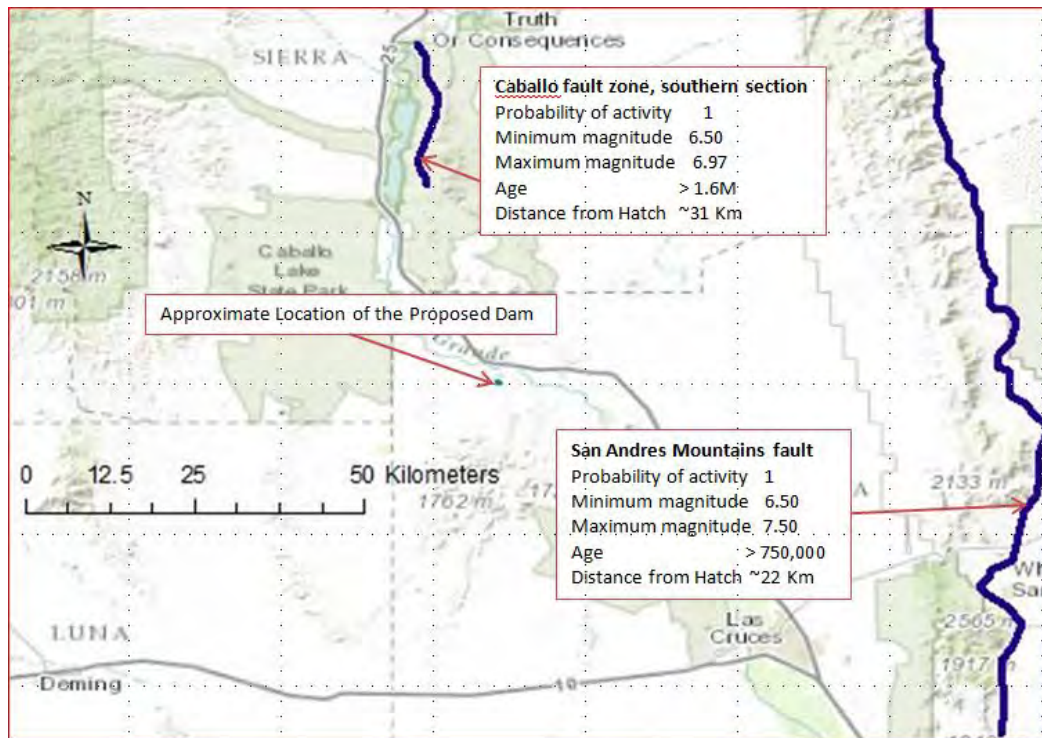 Truth
Or Consequences
SIERRA
25
Caballo fault zone, southern section
Probability of activity 1
Minimum magnitude 6.50
Maximum magnitude 6.97
Age > 1.6M
Distance from Hatch ~31 Km
N
2158 m
Caballo
Lake
State Park
Approximate Location of the Proposed Dam
Grande
San Andres Mountains fault
Probability of activity 1
Minimum magnitude 6.50
Maximum magnitude 7.50
Age > 750,000
Distance from Hatch ~22 Km
0 12.5 25 50 Kilometers
1762 m
2133 m
A
2565
1917 m
Las
Cruces
LUNA
Deming
10